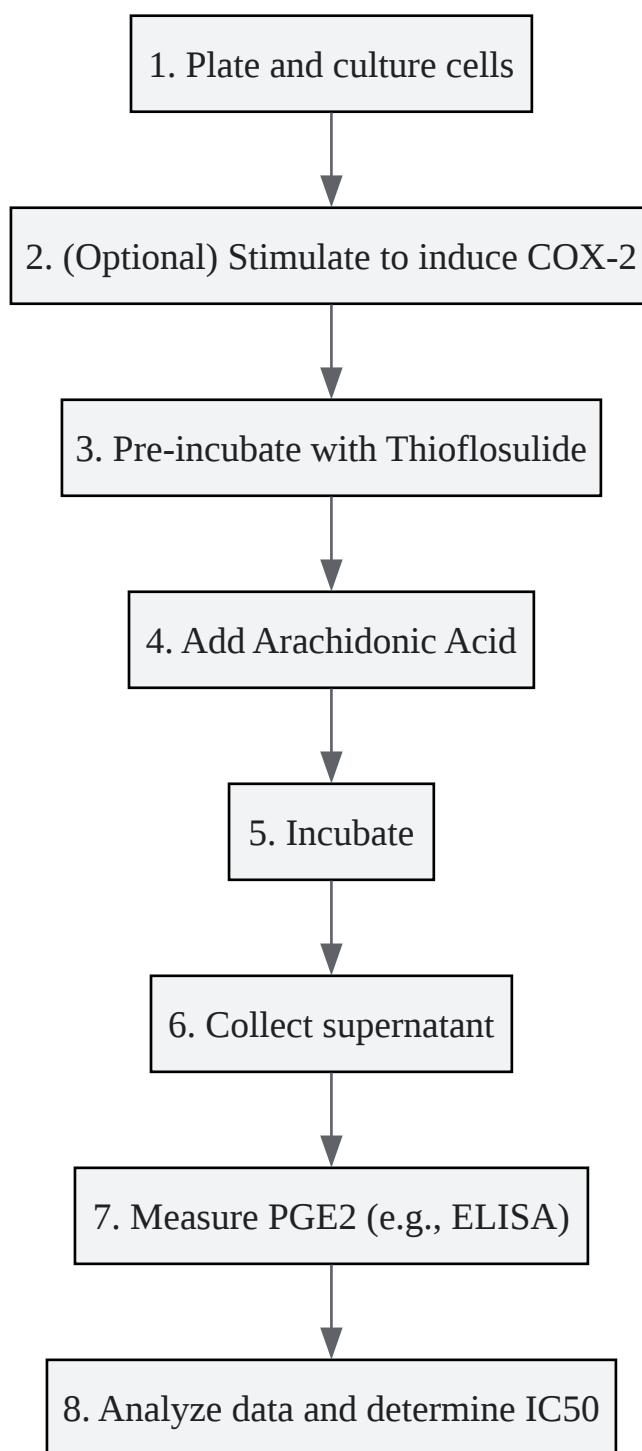 1. Plate and culture cells
2. (Optional) Stimulate to induce COX-2
3. Pre-incubate with Thioflosulide
4. Add Arachidonic Acid
5. Incubate
6. Collect supernatant
7. Measure PGE2 (e.g., ELISA)
8. Analyze data and determine IC50